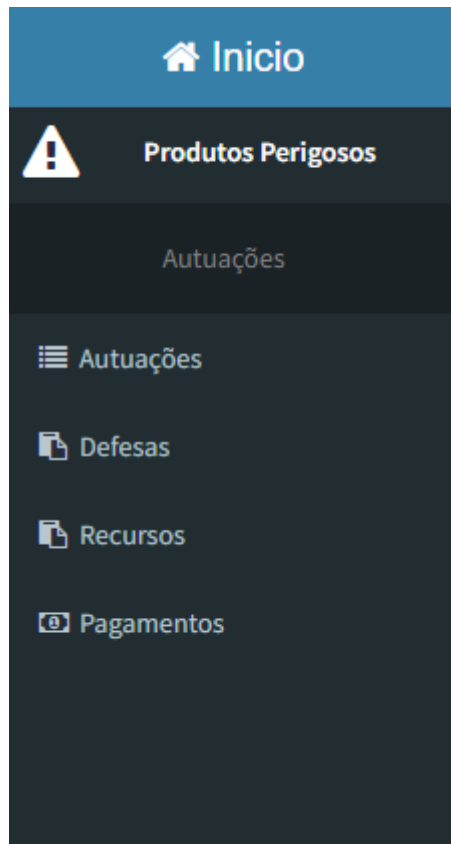 Inicio
Produtos Perigosos
Autuações
Autuações
Defesas
Recursos
Pagamentos